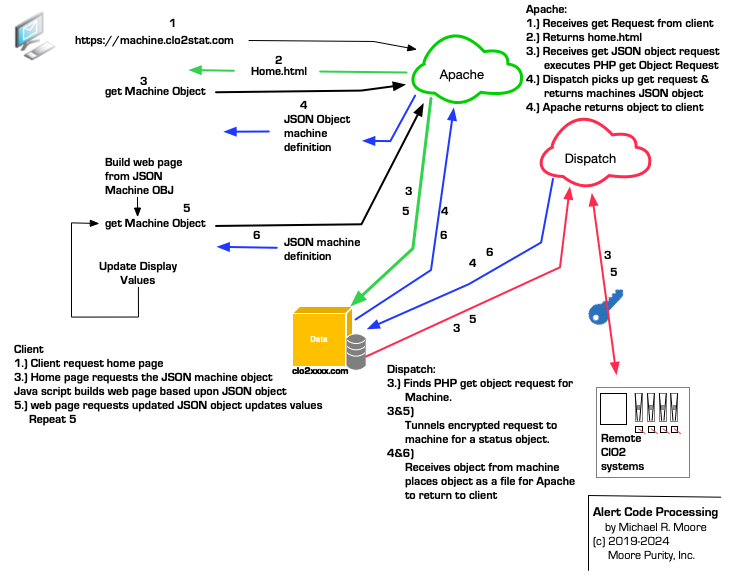 1
https://machine.clo2stat.com
2
Home.html
3
get Machine Object
4
JSON Object
machine
definition
Build web page
from JSON
Machine OBJ
5
get Machine Object
6
JSON machine
definition
Update Display
Values
Apache
Apache:
1.) Receives get Request from client
2.) Returns home.html
3.) Receives get JSON object request
executes PHP get Object Request
4.) Dispatch picks up get request &
returns machines JSON object
4.) Apache returns object to client
Dispatch
3
5
4
6
4
6
3
5
3
5
Data
clo2xxxx.com
Client
1.) Client request home page
3.) Home page requests the JSON machine object
Java script builds web page based upon JSON object
5.) web page requests updated JSON object updates values
Repeat 5
Dispatch:
3.) Finds PHP get object request for
Machine.
3&5)
Tunnels encrypted request to
machine for a status object.
4&6)
Receives object from machine
places object as a file for Apache
to return to client
Remote
ClO2
systems
Alert Code Processing
by Michael R. Moore
(c) 2019-2024
Moore Purity, Inc.